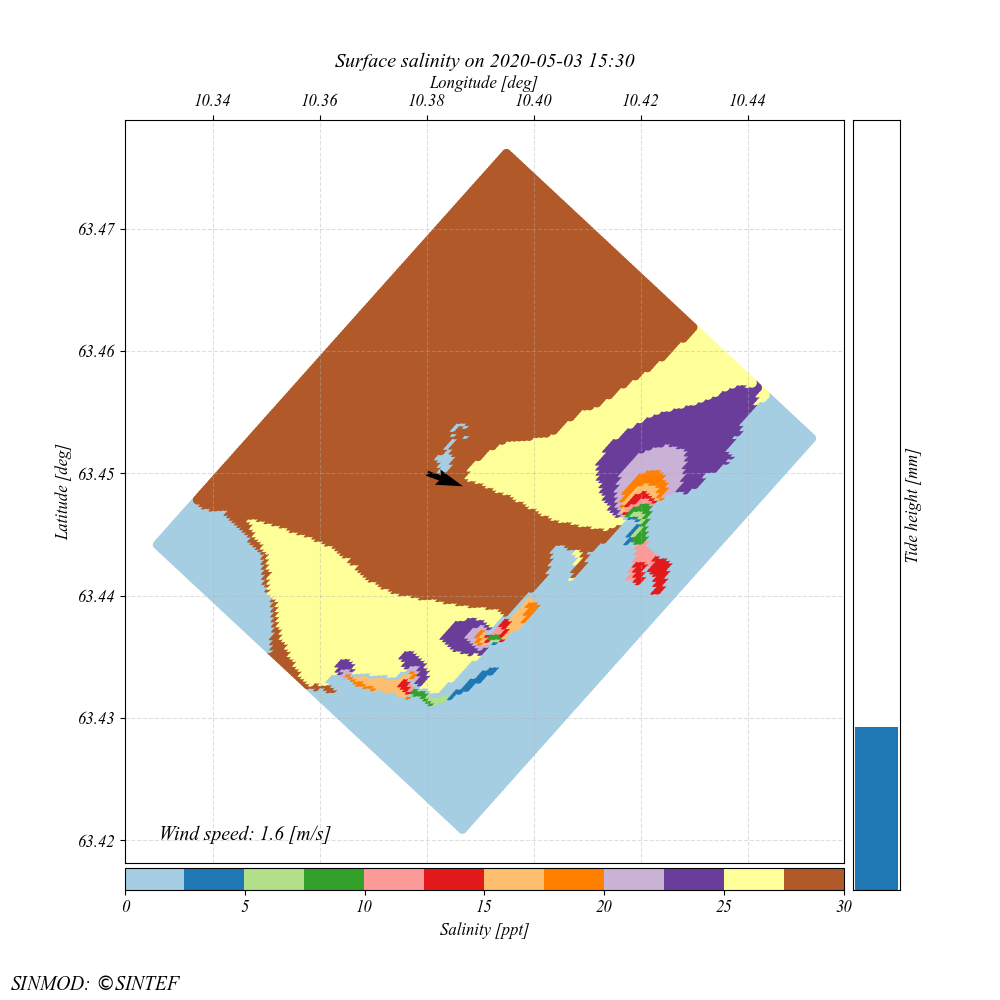 Surface salinity on 2020-05-03 15:30
Longitude [deg]
10.34 10.36 10.38 10.40 10.42 10.44
63.47
63.46
63.45
63.44
63.43
63.42
Latitude [deg]
Tide height [mm]
Wind speed: 1.6 [m/s]
0 5 10 15 20 25 30
Salinity [ppt]
SINMOD: ©SINTEF